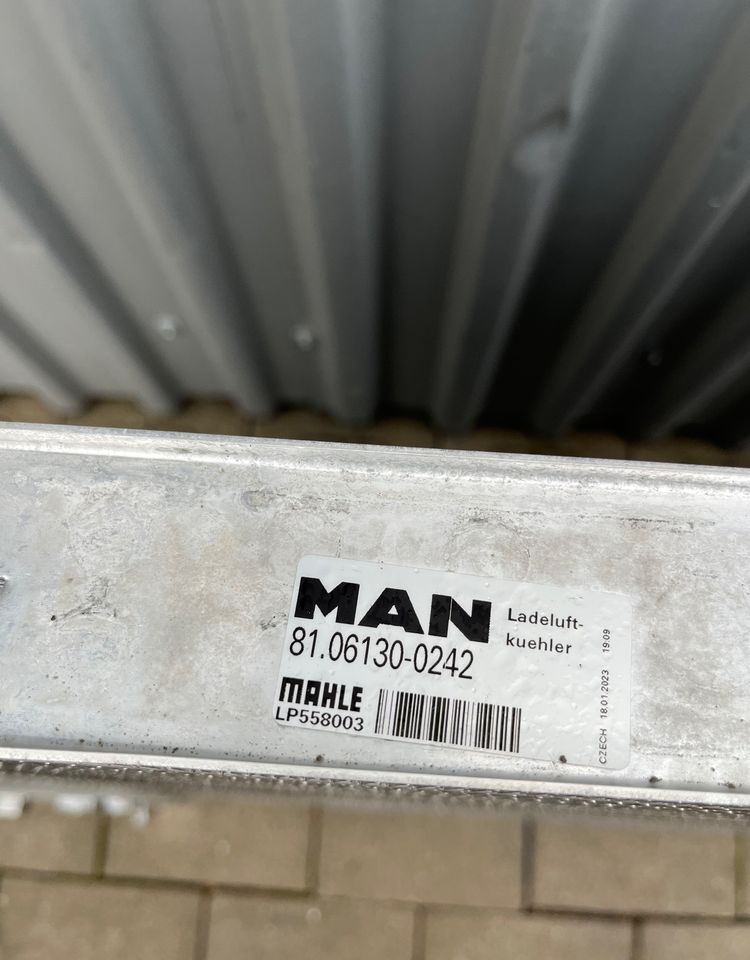 MAN
Ladeluft-
kuehler
81.06130-0242
MAHLE
LP558003
CZECH 18.01.2023 19:09